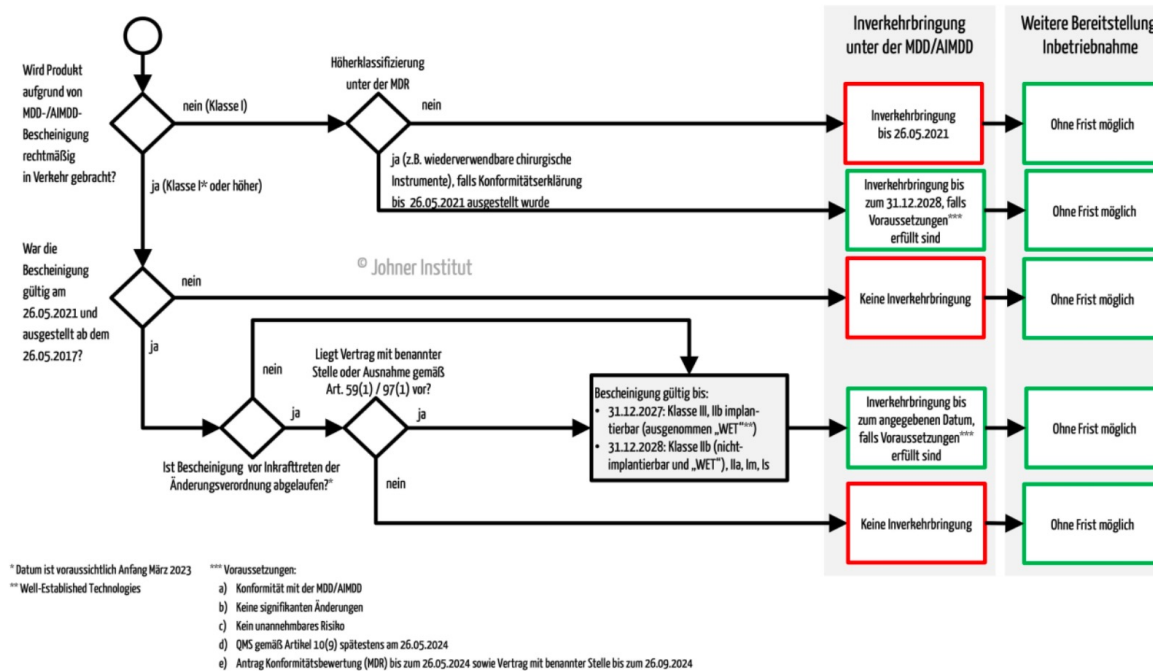 Inverkehrbringung
unter der MDD/AIMDD
Weitere Bereitstellung
Inbetriebnahme
Wird Produkt
aufgrund von
MDD-/AIMDD-
Bescheinigung
rechtmäßig
in Verkehr gebracht?
nein (Klasse I)
Höherklassifizierung
unter der MDR
nein
Inverkehrbringung
bis 26.05.2021
Ohne Frist möglich
ja (z.B. wiederverwendbare chirurgische
Instrumente), falls Konformitätserklärung
bis 26.05.2021 ausgestellt wurde
Inverkehrbringung bis
zum 31.12.2028, falls
Voraussetzungen***
erfüllt sind
Ohne Frist möglich
ja (Klasse I* oder höher)
War die
Bescheinigung
gültig am
26.05.2021 und
ausgestellt ab dem
26.05.2017?
© Johner Institut
nein
Keine Inverkehrbringung
Ohne Frist möglich
ja
nein
Liegt Vertrag mit benannter
Stelle oder Ausnahme gemäß
Art. 59(1) / 97(1) vor?
ja
ja
Bescheinigung gültig bis:
• 31.12.2027: Klasse III, IIb implan-
tierbar (ausgenommen „WET"**)
• 31.12.2028: Klasse IIb (nicht-
implantierbar und „WET"), IIa, Im, Is
Inverkehrbringung bis
zum angegebenen Datum,
falls Voraussetzungen***
erfüllt sind
Ohne Frist möglich
Ist Bescheinigung vor Inkrafttreten der
Änderungsverordnung abgelaufen?*
nein
Keine Inverkehrbringung
Ohne Frist möglich
* Datum ist voraussichtlich Anfang März 2023
** Well-Established Technologies
*** Voraussetzungen:
a) Konformität mit der MDD/AIMDD
b) Keine signifikanten Änderungen
c) Kein unannehmbares Risiko
d) QMS gemäß Artikel 10(9) spätestens am 26.05.2024
e) Antrag Konformitätsbewertung (MDR) bis zum 26.05.2024 sowie Vertrag mit benannter Stelle bis zum 26.09.2024